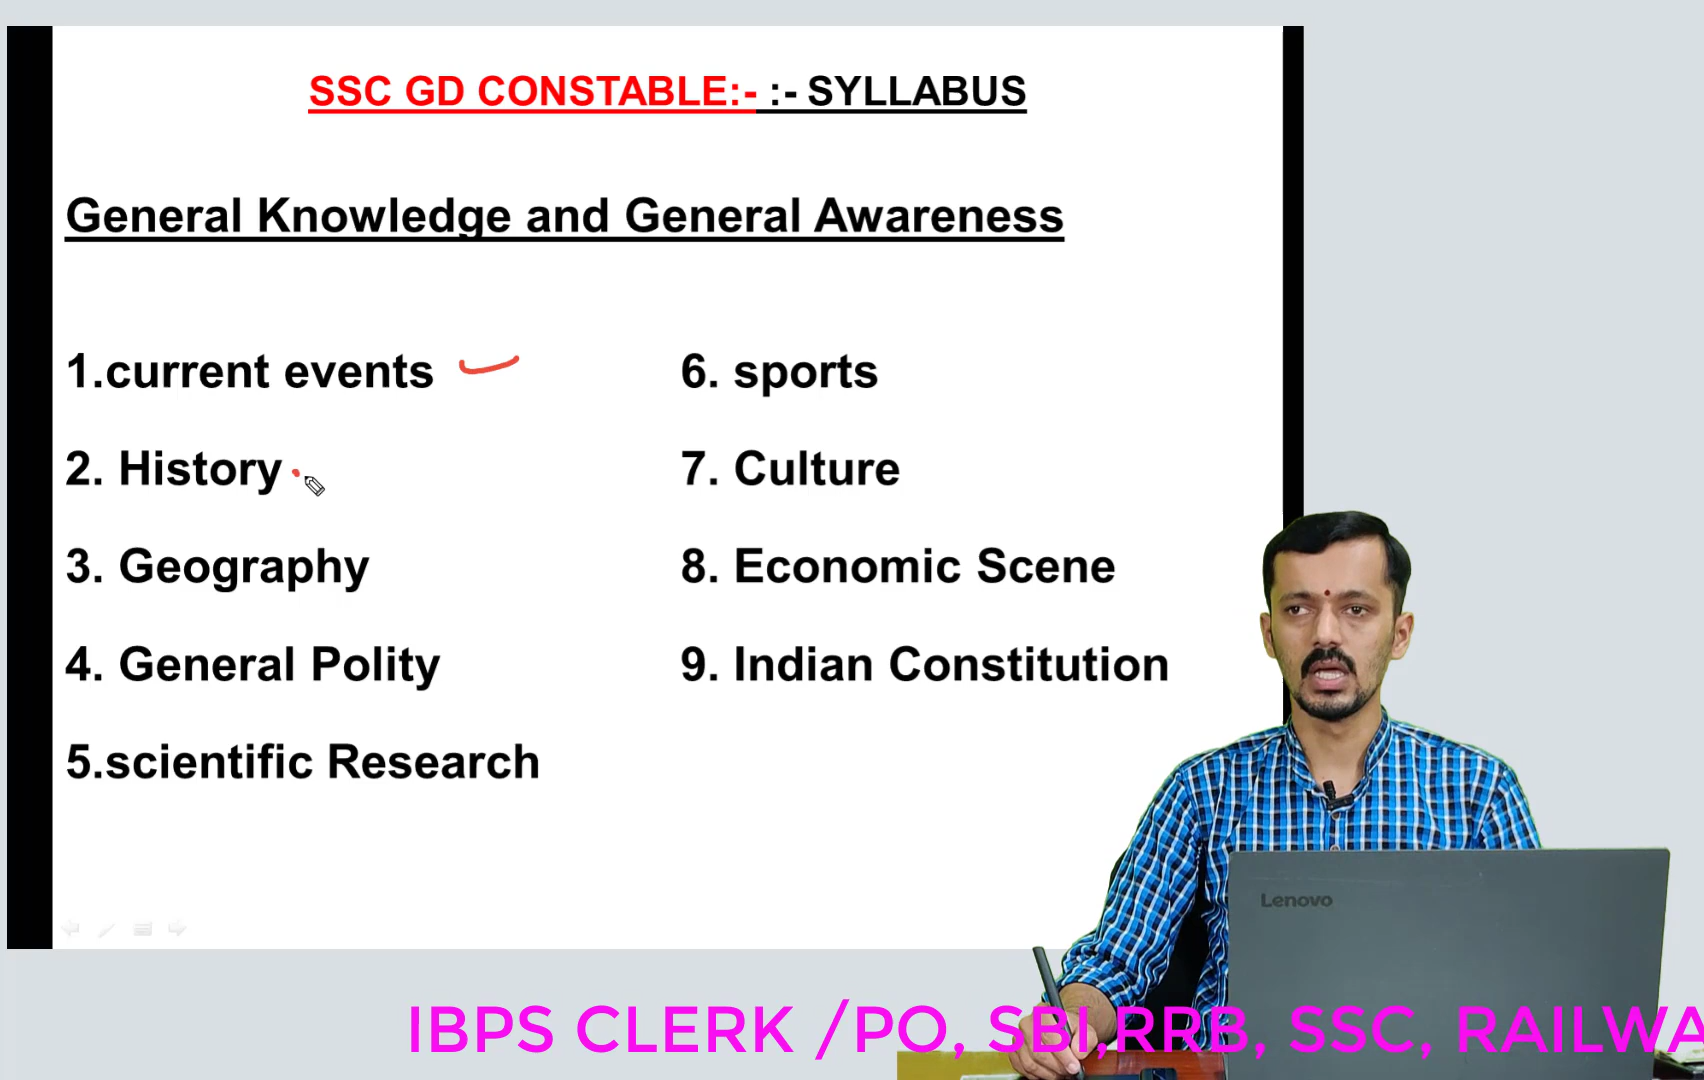 SSC GD CONSTABLE:- :- SYLLABUS
General Knowledge and General Awareness
1.current events
2. History
3. Geography
4. General Polity
5.scientific Research
6. sports
7. Culture
8. Economic Scene
9. Indian Constitution
Lenovo
IBPS CLERK /PO, SBI,RRB, SSC, RAILWA